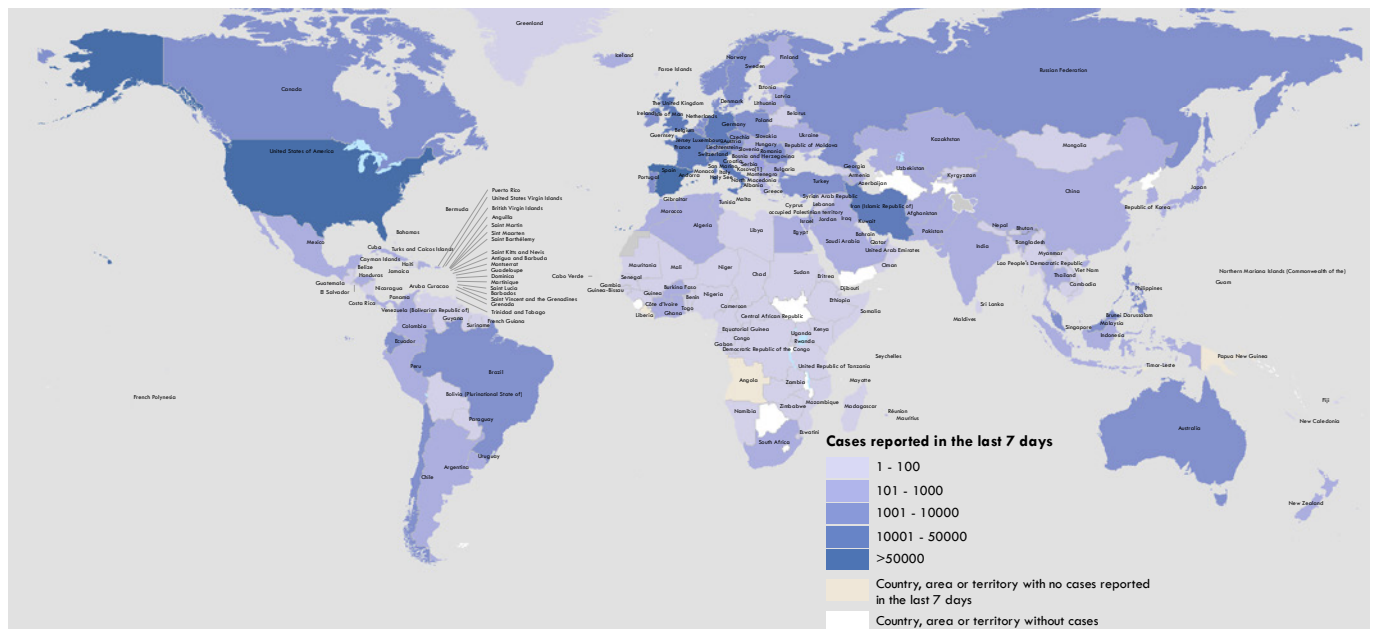 Greenland
Iceland
Faroe Islands
Norway
Sweden
Finland
Russian Federation
Canada
Estonia
Latvia
Lithuania
Denmark
The United Kingdom
Isle of Man
Ireland
Netherlands
Belarus
Germany
Poland
Guernsey
Belgium
Jersey
Luxembourg
Czechia
Slovakia
Ukraine
Kazakhstan
Mongolia
United States of America
France
Liechtenstein
Austria
Hungary
Republic of Moldova
Switzerland
Slovenia
Romania
Croatia
Bosnia and Herzegovina
San Marino
Serbia
Georgia
Uzbekistan
Spain
Andorra
Monaco
Italy
Kosovo[1]
Bulgaria
Portugal
Holy See
Montenegro
North Macedonia
Armenia
Azerbaijan
Kyrgyzstan
Albania
Greece
Turkey
China
Japan
Puerto Rico
United States Virgin Islands
British Virgin Islands
Anguilla
Saint Martin
Sint Maarten
Saint Barthélemy
Saint Kitts and Nevis
Antigua and Barbuda
Montserrat
Guadeloupe
Dominica
Martinique
Saint Lucia
Barbados
Saint Vincent and the Grenadines
Grenada
Trinidad and Tobago
Bermuda
Gibraltar
Tunisia
Malta
Cyprus
Syrian Arab Republic
Lebanon
Iran (Islamic Republic of)
Republic of Korea
Morocco
occupied Palestinian territory
Israel
Jordan
Iraq
Kuwait
Afghanistan
Algeria
Libya
Egypt
Bahrain
Pakistan
Nepal
Bhutan
Bahamas
Mexico
Cuba
Turks and Caicos Islands
Saudi Arabia
Qatar
United Arab Emirates
India
Bangladesh
Cayman Islands
Haiti
Belize
Jamaica
Honduras
Oman
Myanmar
Lao People's Democratic Republic
Viet Nam
Thailand
Northern Mariana Islands (Commonwealth of the)
Guam
Guatemala
El Salvador
Nicaragua
Aruba
Curacao
Cabo Verde
Mauritania
Mali
Niger
Chad
Sudan
Eritrea
Senegal
Gambia
Guinea-Bissau
Guinea
Burkina Faso
Djibouti
Cambodia
Philippines
Costa Rica
Panama
Benin
Nigeria
Ethiopia
Sri Lanka
Venezuela (Bolivarian Republic of)
Guyana
Suriname
French Guiana
Liberia
Côte d'Ivoire
Ghana
Togo
Cameroon
Central African Republic
Somalia
Maldives
Brunei Darussalam
Malaysia
Singapore
Indonesia
Colombia
Ecuador
Equatorial Guinea
Gabon
Congo
Democratic Republic of the Congo
Uganda
Kenya
Rwanda
Seychelles
Papua New Guinea
Peru
Brazil
United Republic of Tanzania
Timor-Leste
Angola
Zambia
Mayotte
Bolivia (Plurinational State of)
French Polynesia
Zimbabwe
Mozambique
Madagascar
Réunion
Mauritius
Fiji
New Caledonia
Paraguay
Namibia
Eswatini
South Africa
Australia
Uruguay
Argentina
Chile
New Zealand
Cases reported in the last 7 days
1 - 100
101 - 1000
1001 - 10000
10001 - 50000
>50000
Country, area or territory with no cases reported
in the last 7 days
Country, area or territory without cases